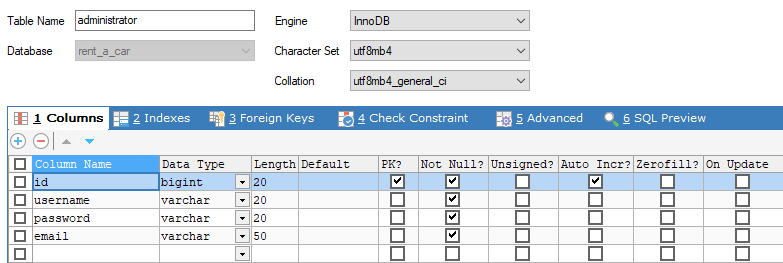 Table Name administrator Engine InnoDB
Database rent_a_car Character Set utf8mb4
Collation utf8mb4_general_ci
1 Columns 2 Indexes 3 Foreign Keys 4 Check Constraint 5 Advanced 6 SQL Preview
Column Name Data Type Length Default PK? Not Null? Unsigned? Auto Incr? Zerofill? On Update
id bigint 20
username varchar 20
password varchar 20
email varchar 50